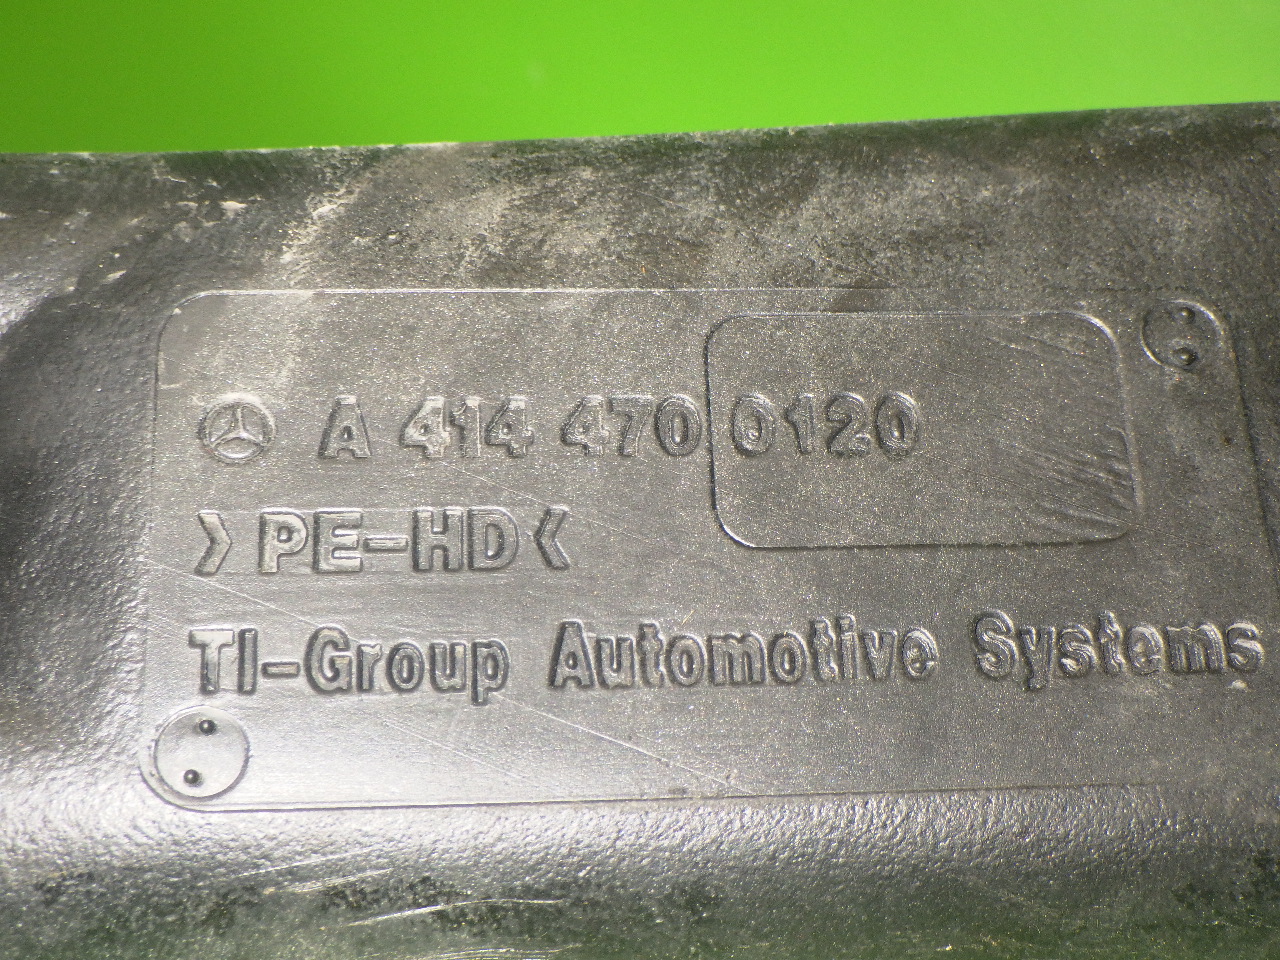 A 414 470 0120
>PE-HD<
TI-Group Automotive Systems